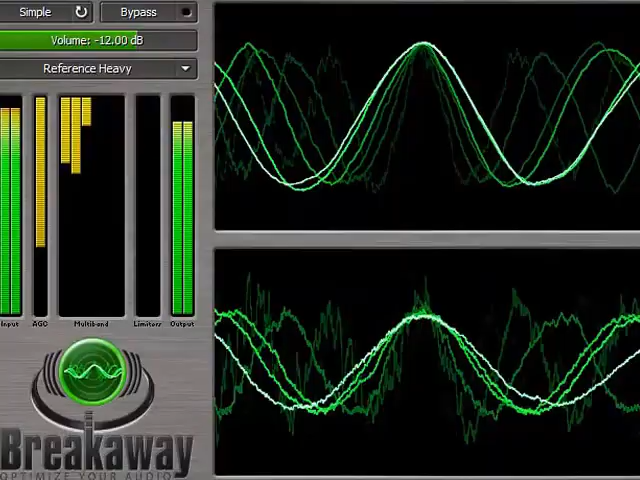 Simple Bypass
Volume: -12.00 dB
Reference Heavy
Input AGC Multiband Limiters Output
Breakaway
OPTIMIZE YOUR AUDIO